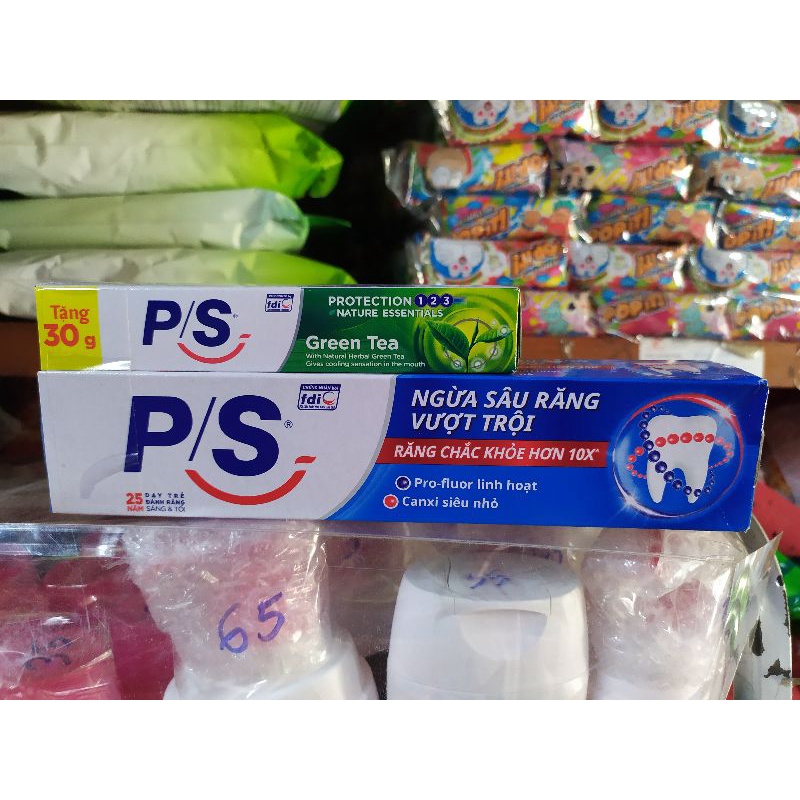 Tặng
30 g
P/S®
fdi
PROTECTION 1 2 3
NATURE ESSENTIALS
Green Tea
With Natural Herbal Green Tea
Gives cooling sensation in the mouth
P/S®
fdi
25 NĂM
DẠY TRẺ
ĐÁNH RĂNG
SÁNG & TỐI
NGỪA SÂU RĂNG
VƯỢT TRỘI
RĂNG CHẮC KHỎE HƠN 10X*
Pro-fluor linh hoạt
Canxi siêu nhỏ
65
POPIT!